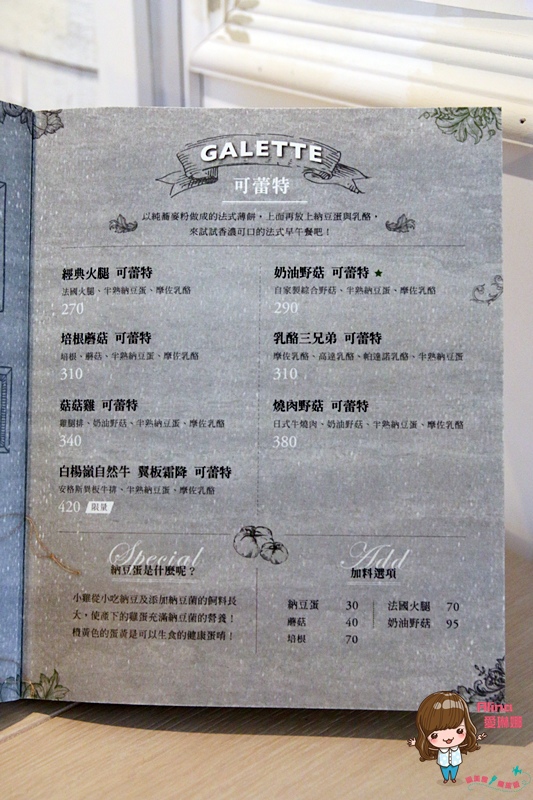 GALETTE
可蕾特
以純蕎麥粉做成的法式薄餅，上面再放上納豆蛋與乳酪，
來試試香濃可口的法式早午餐吧！
經典火腿 可蕾特
法國火腿、半熟納豆蛋、摩佐乳酪
270
培根蘑菇 可蕾特
培根、蘑菇、半熟納豆蛋、摩佐乳酪
310
菇菇雞 可蕾特
雞腿排、奶油野菇、半熟納豆蛋、摩佐乳酪
340
白楊嶺自然牛 翼板霜降 可蕾特
安格斯翼板牛排、半熟納豆蛋、摩佐乳酪
420 限量
奶油野菇 可蕾特 ★
自家製綜合野菇、半熟納豆蛋、摩佐乳酪
290
乳酪三兄弟 可蕾特
摩佐乳酪、高達乳酪、帕達諾乳酪、半熟納豆蛋
310
燒肉野菇 可蕾特
日式牛燒肉、奶油野菇、半熟納豆蛋、摩佐乳酪
380
Special
納豆蛋是什麼呢？
小雞從小吃納豆及添加納豆菌的飼料長
大，使產下的雞蛋充滿納豆菌的營養！
橙黃色的蛋黃是可以生食的健康蛋唷！
Add
加料選項
納豆蛋 30
蘑菇 40
培根 70
法國火腿 70
奶油野菇 95
Alina
愛琳娜